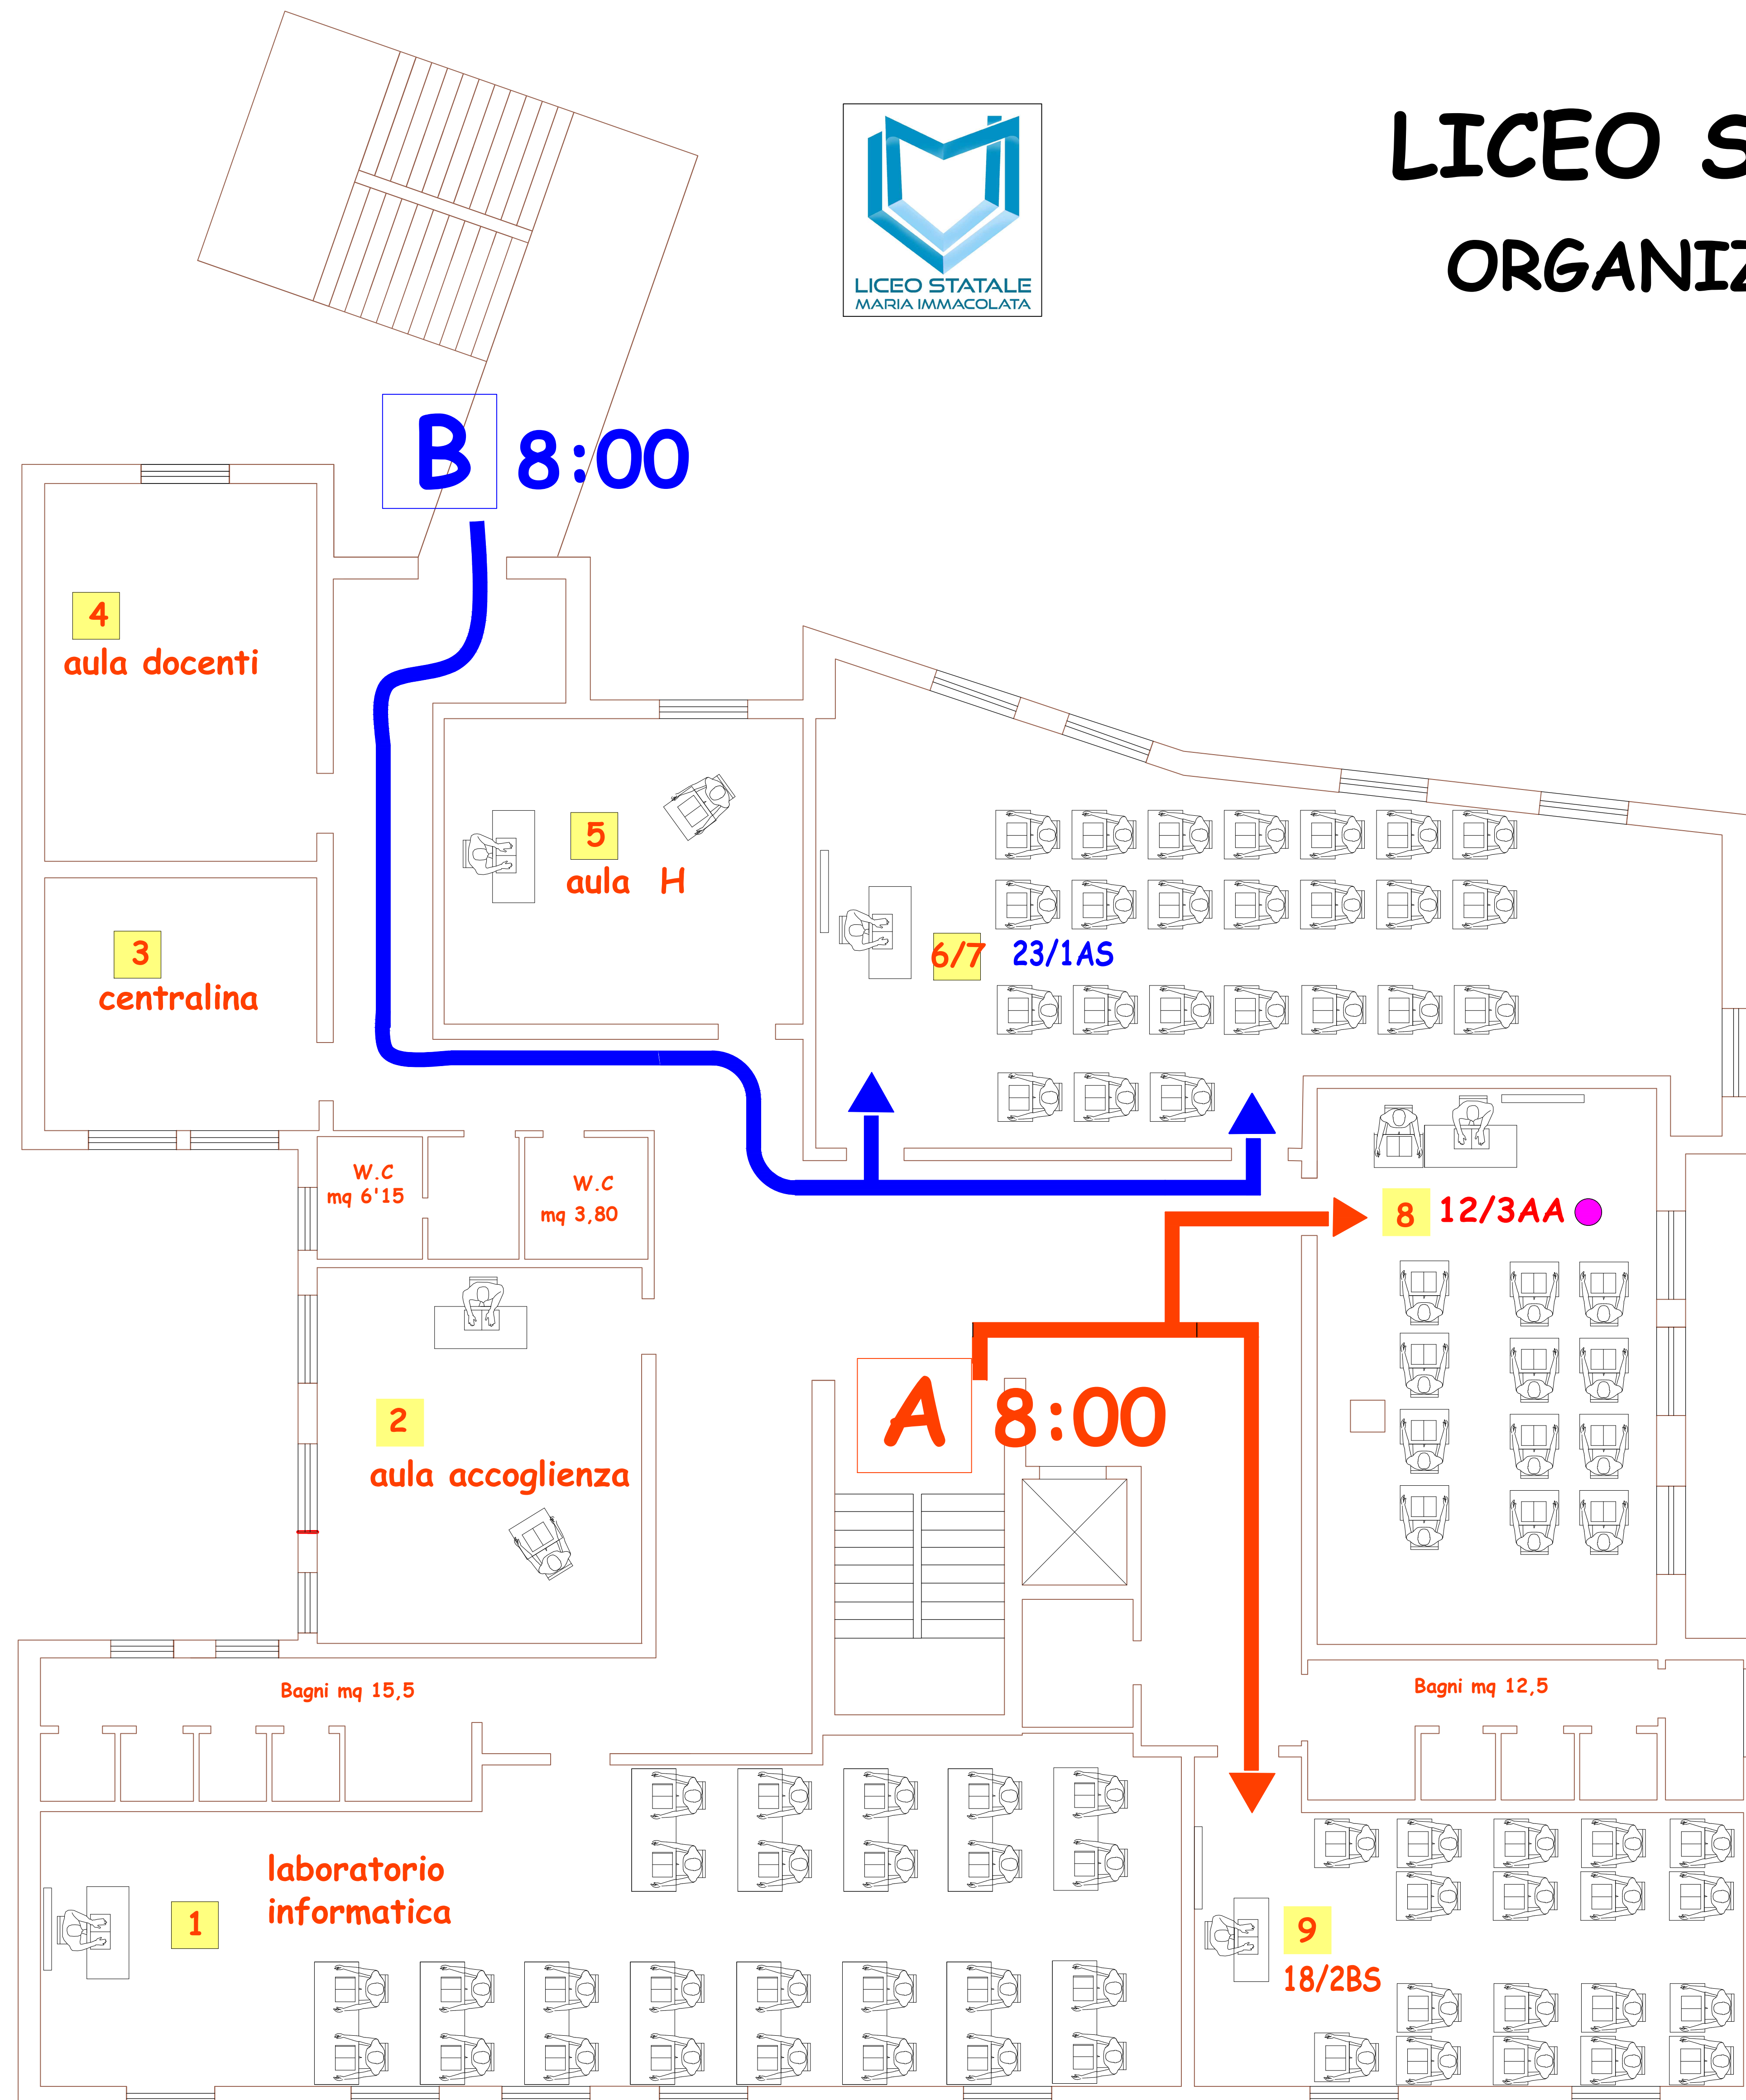 LICEO S
ORGANIZ
LICEO STATALE
MARIA IMMACOLATA
B 8:00
4
aula docenti
5
aula H
3
centralina
6/7 23/1AS
W.C
mq 6'15
W.C
mq 3,80
8 12/3AA
A 8:00
2
aula accoglienza
Bagni mq 15,5
Bagni mq 12,5
laboratorio
informatica
1
9
18/2BS